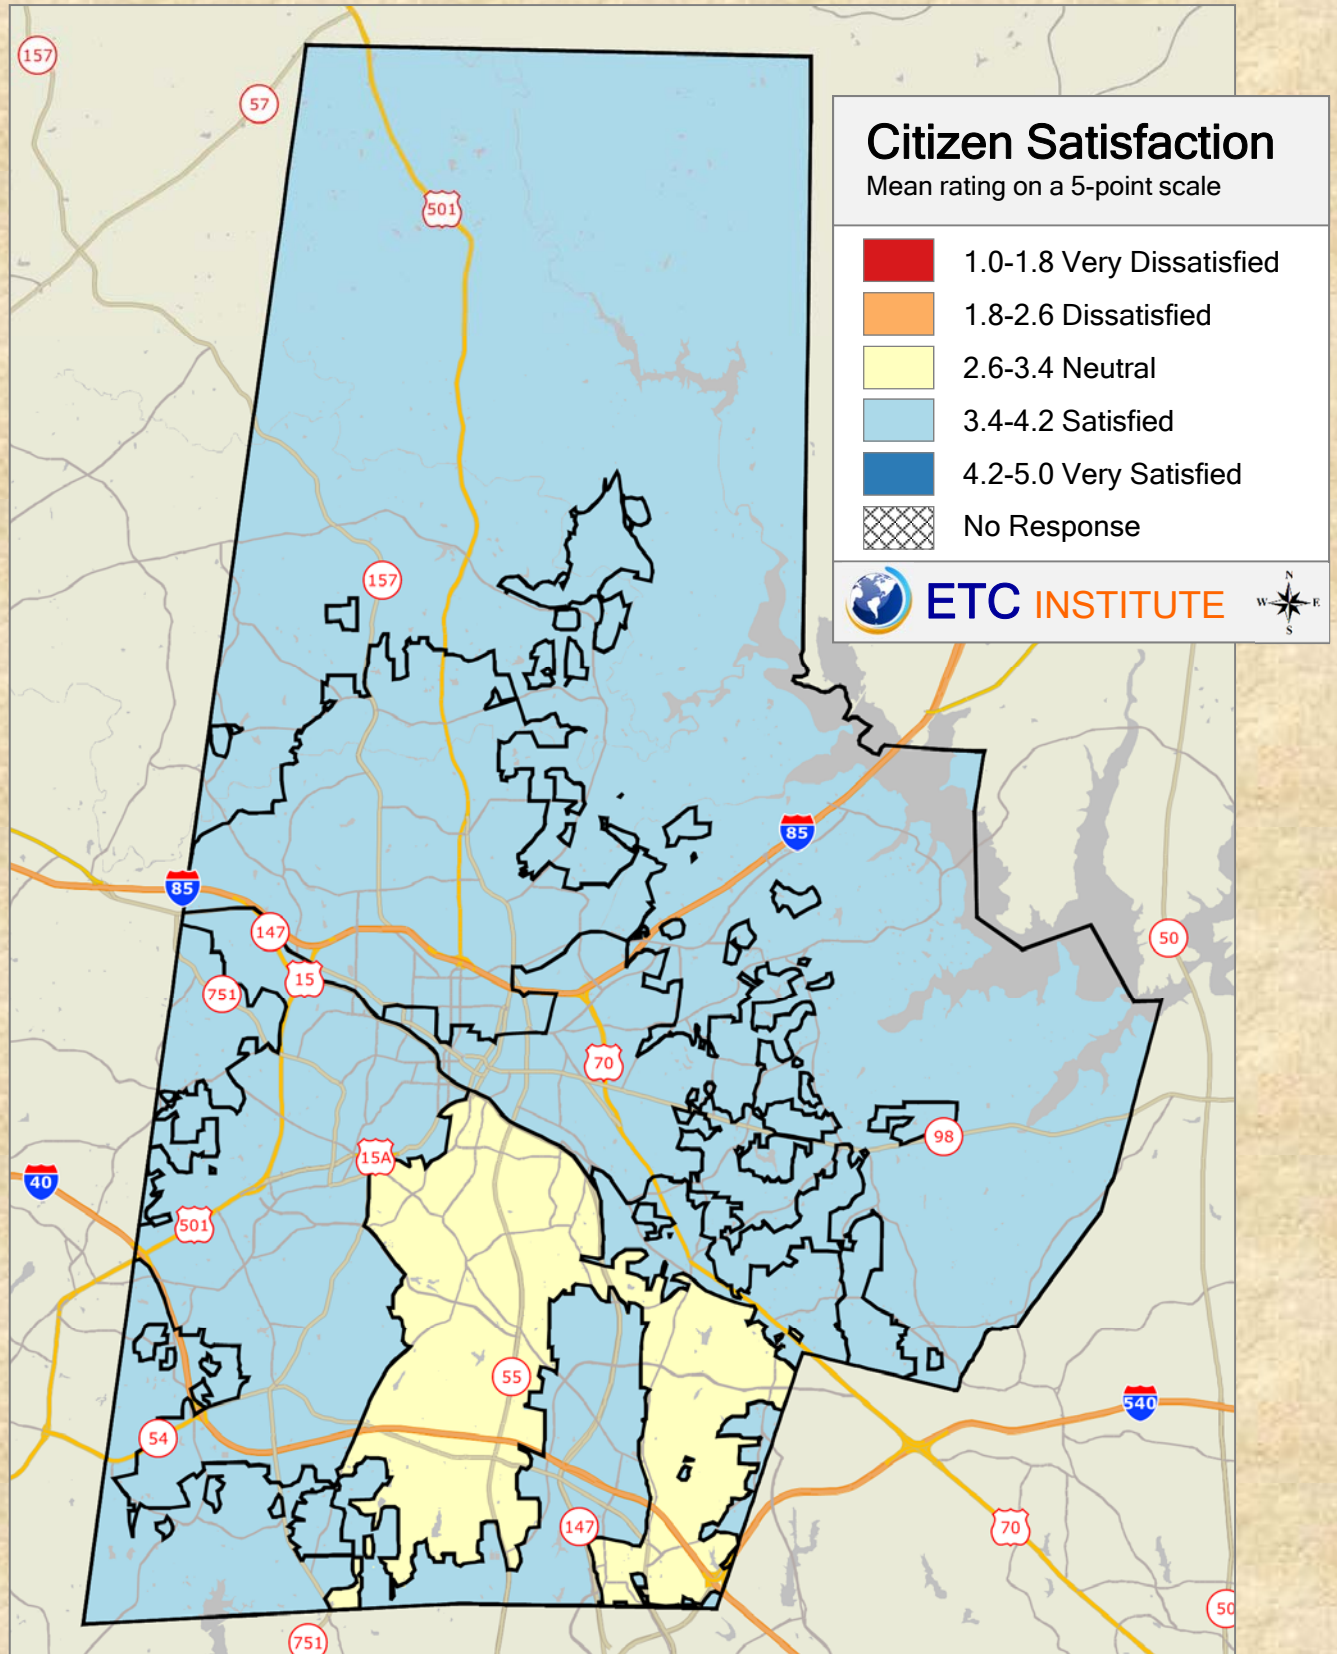 157
57
Citizen Satisfaction
Mean rating on a 5-point scale
501
1.0-1.8 Very Dissatisfied
1.8-2.6 Dissatisfied
2.6-3.4 Neutral
3.4-4.2 Satisfied
4.2-5.0 Very Satisfied
No Response
ETC INSTITUTE
N
W E
S
157
85
85
147
50
15
751
70
98
15A
40
501
55
540
54
147
70
50
751